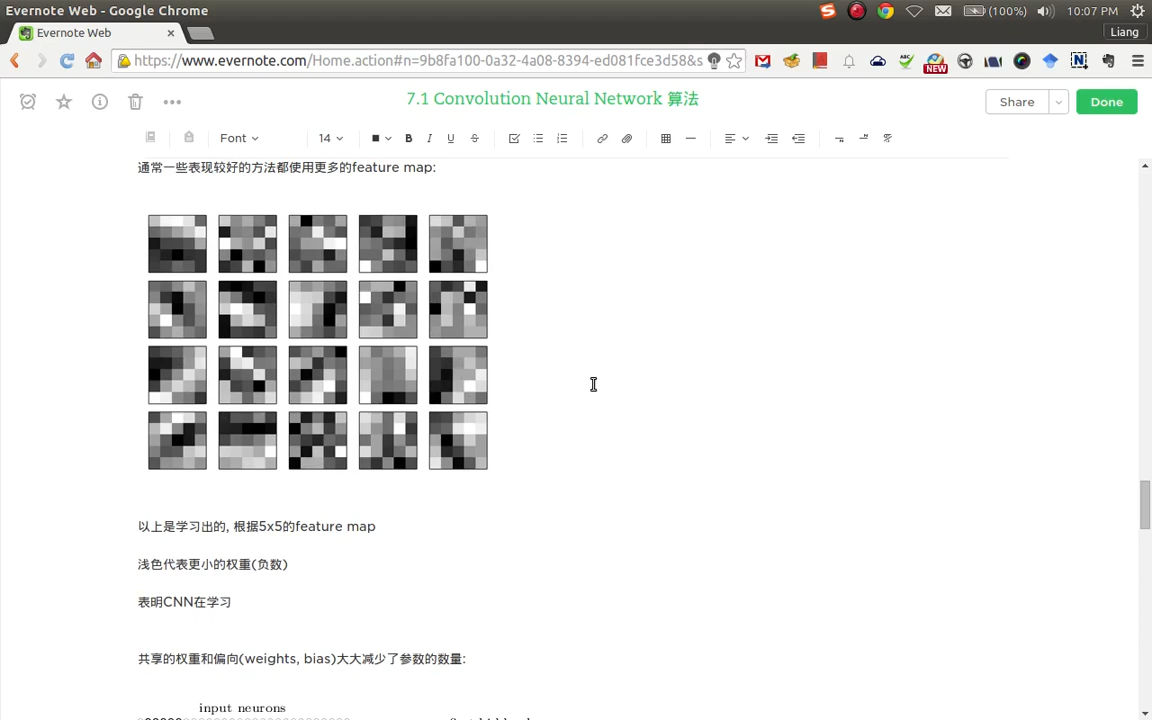 Evernote Web - Google Chrome
(100%)
10:07 PM
Evernote Web
Liang
https://www.evernote.com/Home.action#n=9b8fa100-0a32-4a08-8394-ed081fce3d58&s
NEW
7.1 Convolution Neural Network 算法
Share
Done
Font
14
B
I
U
通常一些表现较好的方法都使用更多的feature map:
以上是学习出的, 根据5x5的feature map
浅色代表更小的权重(负数)
表明CNN在学习
共享的权重和偏向(weights, bias)大大减少了参数的数量:
input neurons